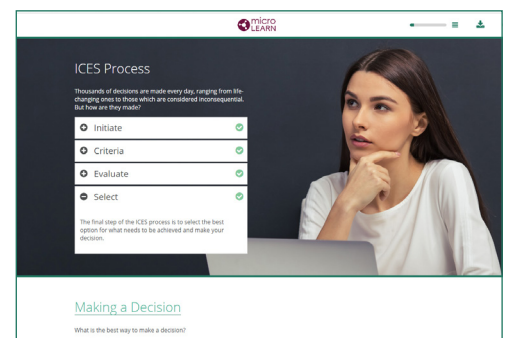 micro
LEARN
ICES Process
Thousands of decisions are made every day, ranging from life-
changing ones to those which are considered inconsequential.
But how are they made?
Initiate
Criteria
Evaluate
Select
The final step of the ICES process is to select the best
option for what needs to be achieved and make your
decision.
Making a Decision
What is the best way to make a decision?